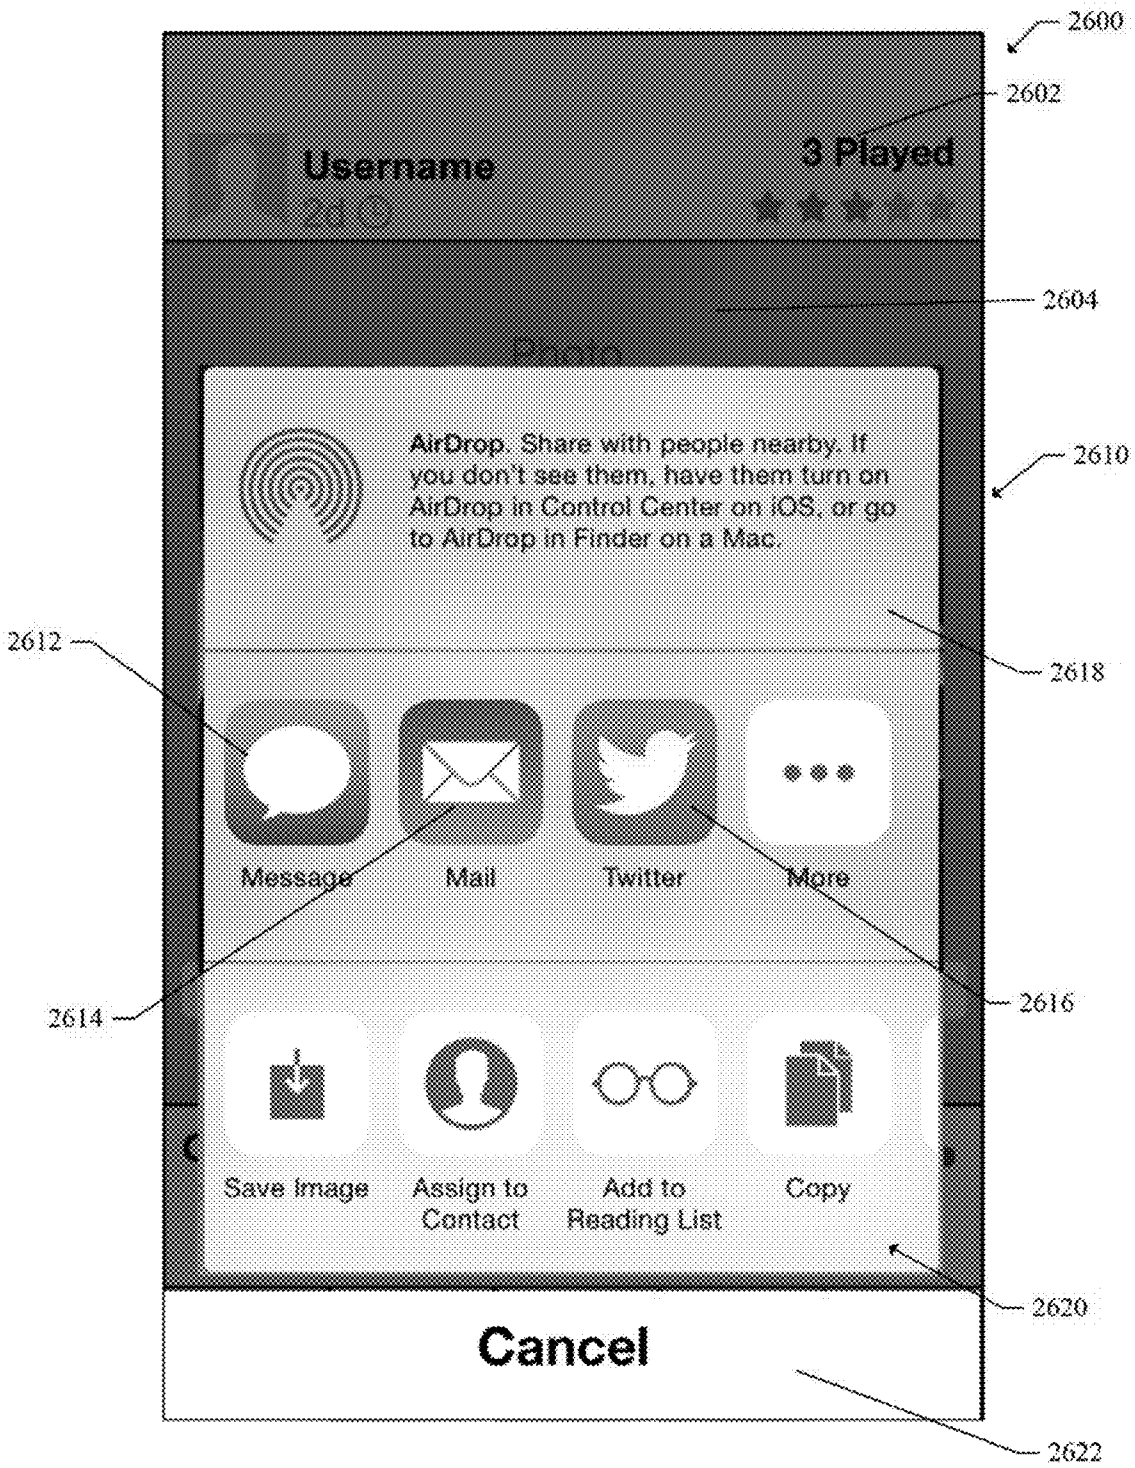 2600
2602
3 Played
Username
2d
2604
Photo
AirDrop. Share with people nearby. If
you don't see them, have them turn on
AirDrop in Control Center on iOS, or go
to AirDrop in Finder on a Mac.
2610
2612
2618
Message Mail Twitter More
2614
2616
Save Image Assign to Contact Add to Reading List Copy
2620
Cancel
2622